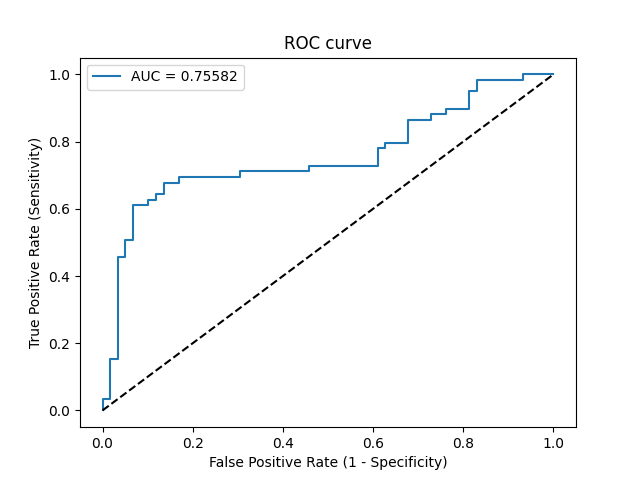 ROC curve
AUC = 0.75582
1.0
0.8
0.6
0.4
0.2
0.0
True Positive Rate (Sensitivity)
0.0 0.2 0.4 0.6 0.8 1.0
False Positive Rate (1 - Specificity)